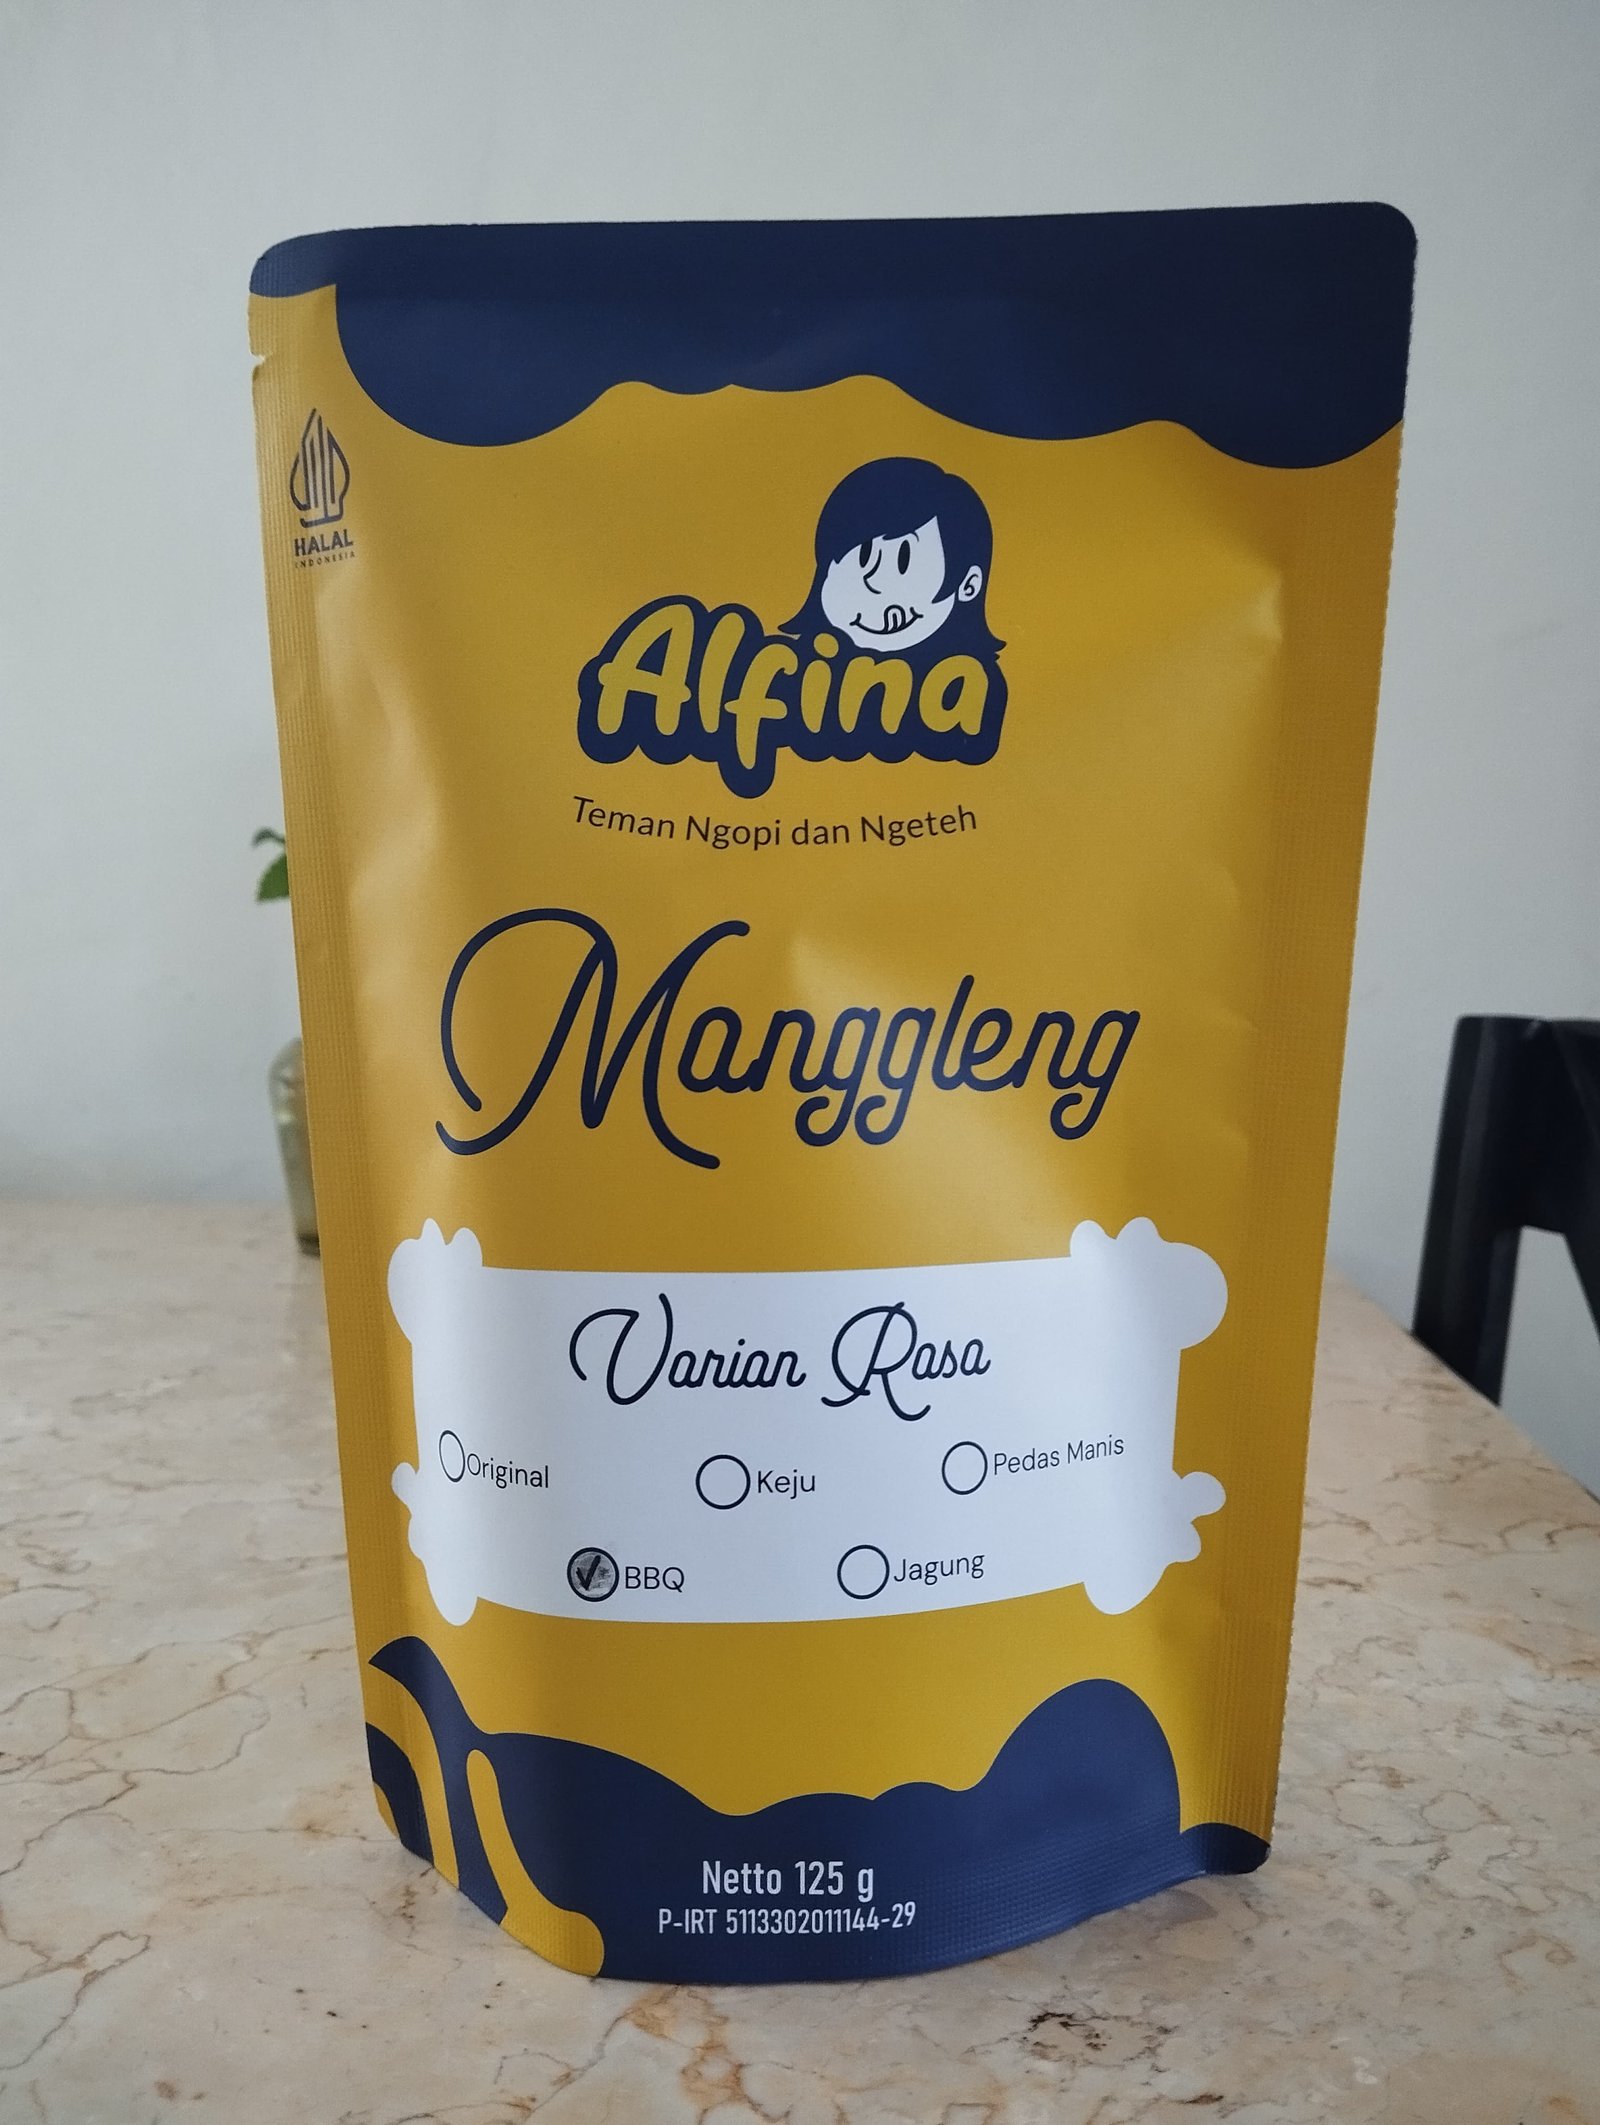 HALAL
INDONESIA
Alfina
Teman Ngopi dan Ngeteh
Manggleng
Varian Rasa
Original
Keju
Pedas Manis
BBQ
Jagung
Netto 125 g
P-IRT 5113302011144-29